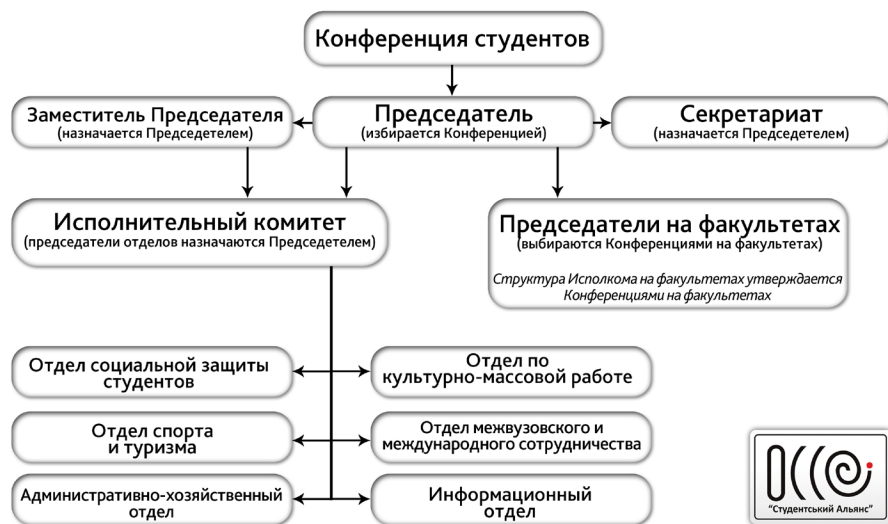 Конференция студентов
Заместитель Председателя
(назначается Председетелем)
Председатель
(избирается Конференцией)
Секретариат
(назначается Председетелем)
Исполнительный комитет
(председатели отделов назначаются Председетелем)
Председатели на факультетах
(выбираются Конференциями на факультетах)
Структура Исполкома на факультетах утверждается
Конференциями на факультетах
Отдел социальной защиты
студентов
Отдел по
культурно-массовой работе
Отдел спорта
и туризма
Отдел межвузовского и
международного сотрудничества
Административно-хозяйственный
отдел
Информационный
отдел
"Студентський Альянс"